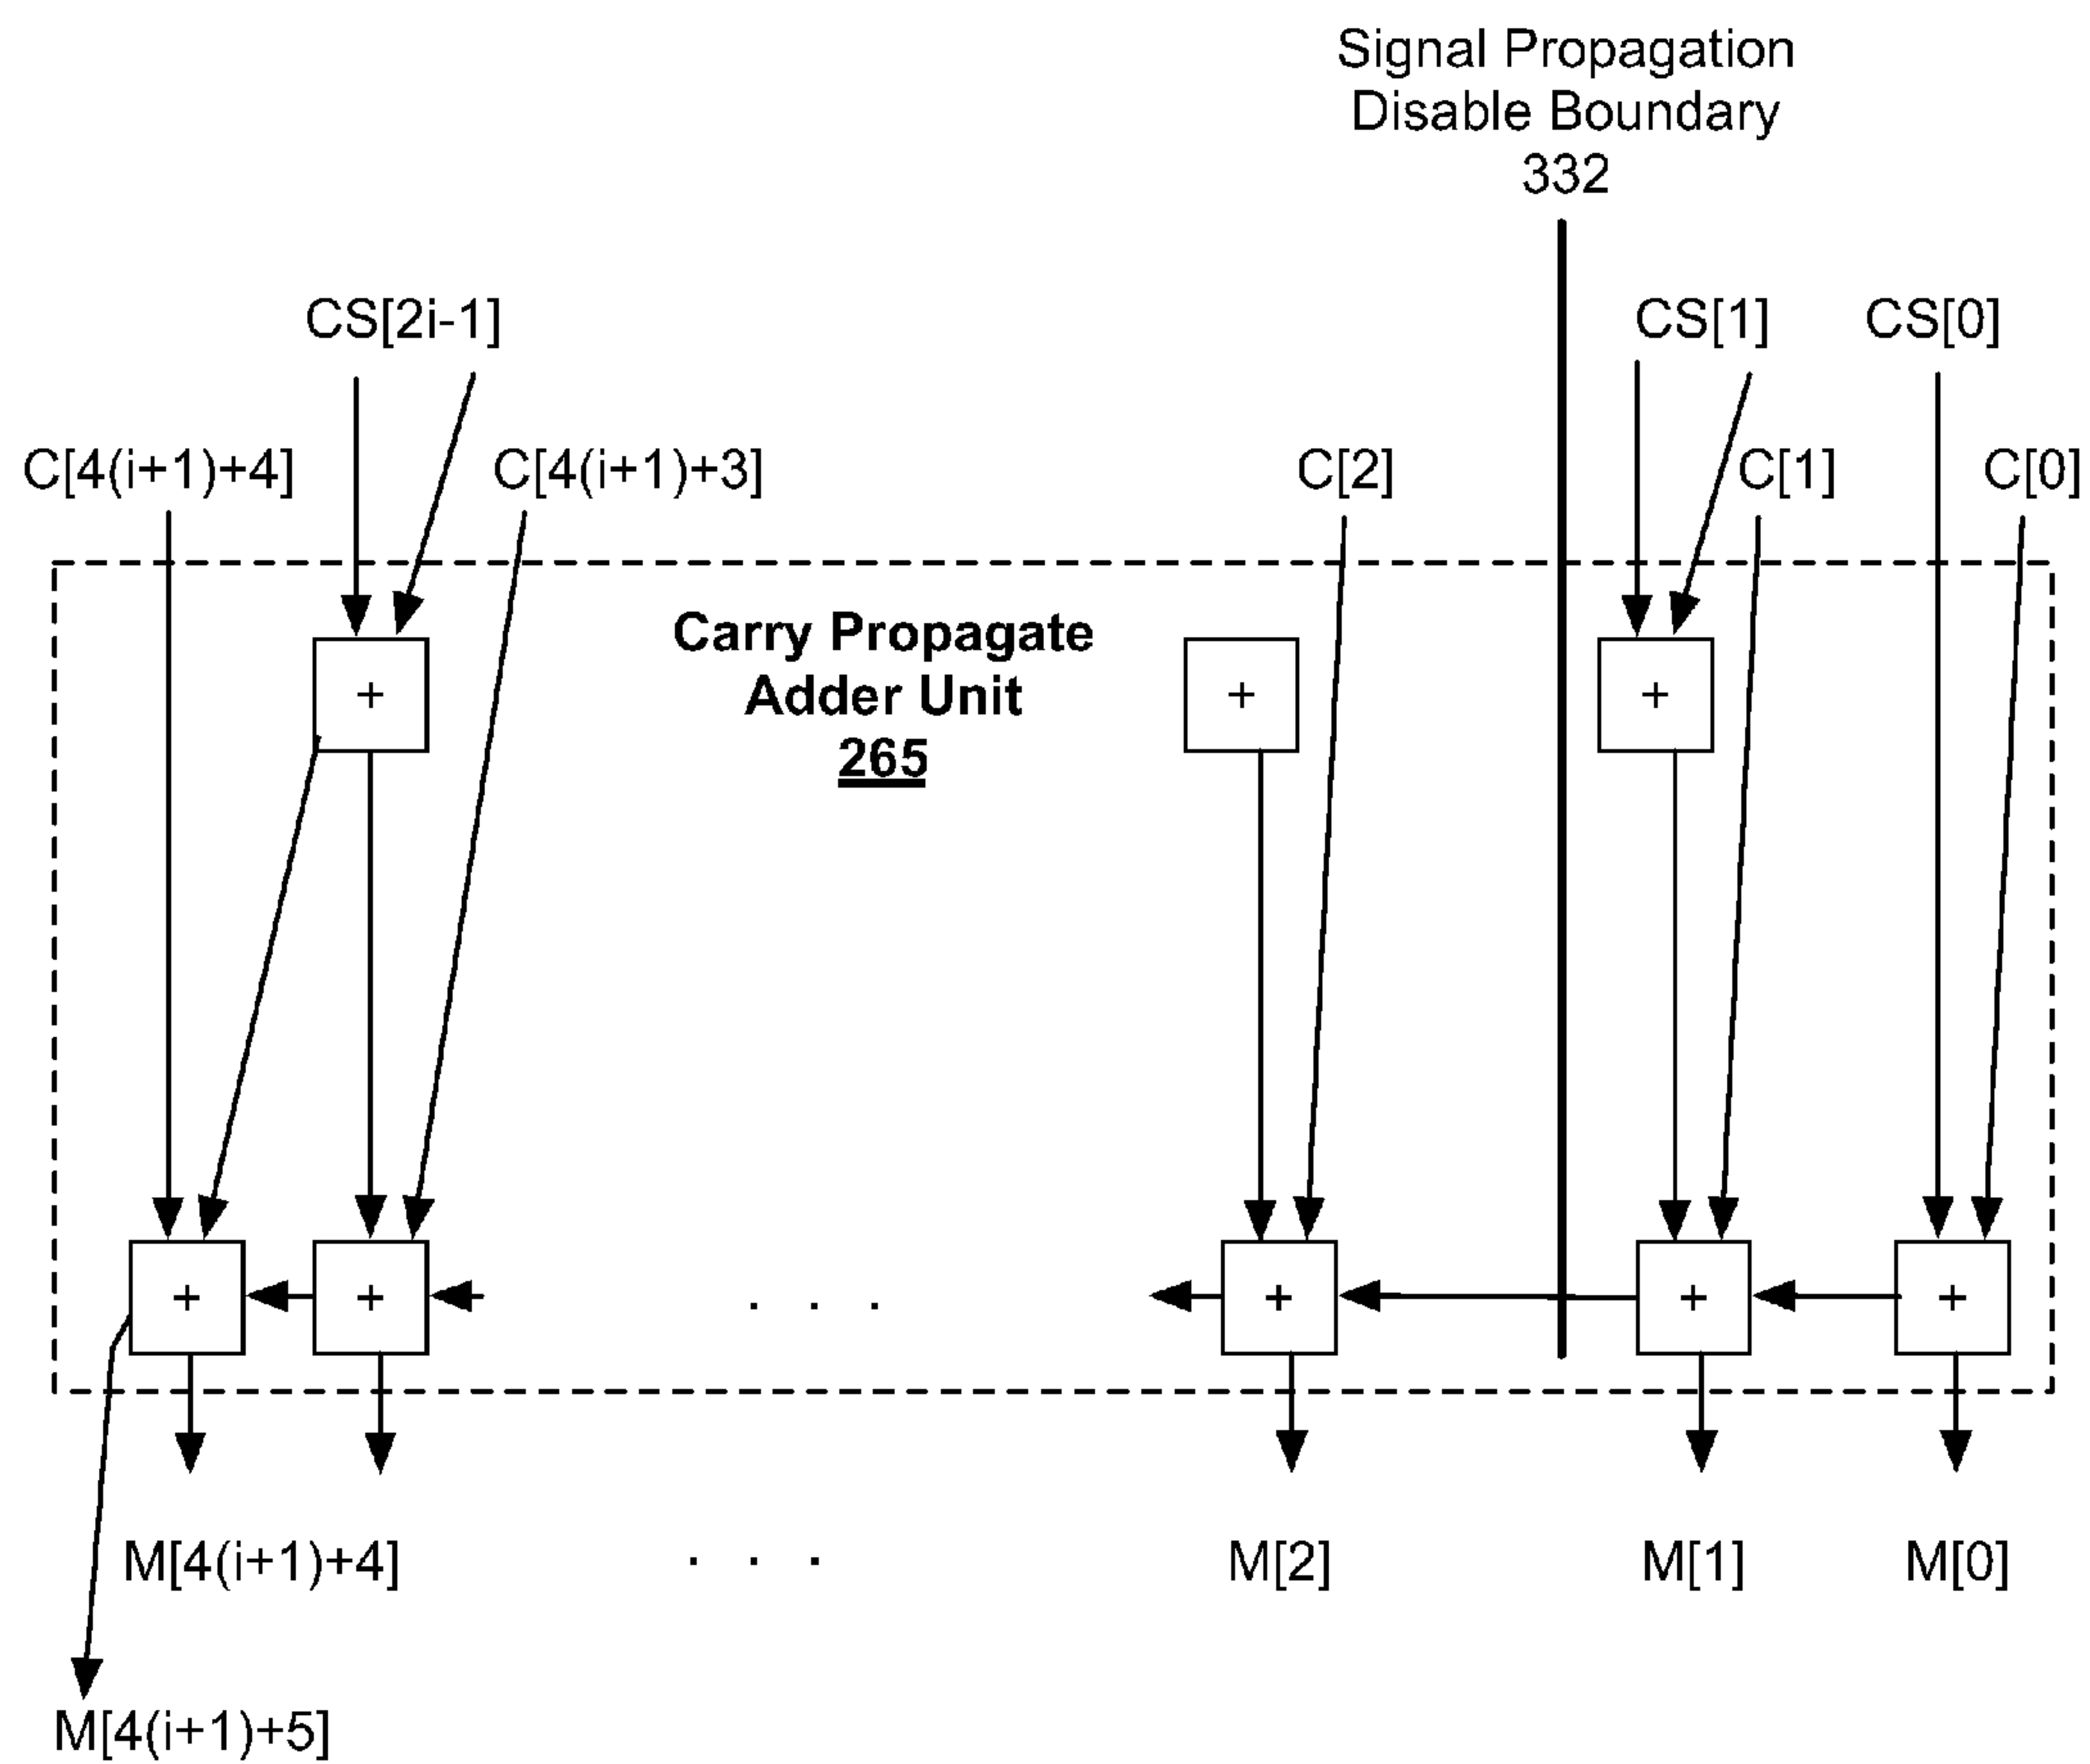 Signal Propagation
Disable Boundary
332
CS[2i-1]
CS[1]
CS[0]
C[4(i+1)+4]
C[4(i+1)+3]
C[2]
C[1]
C[0]
Carry Propagate
Adder Unit
265
+
+
+
+
+
+
+
+
. . .
M[4(i+1)+4]
. . .
M[2]
M[1]
M[0]
M[4(i+1)+5]